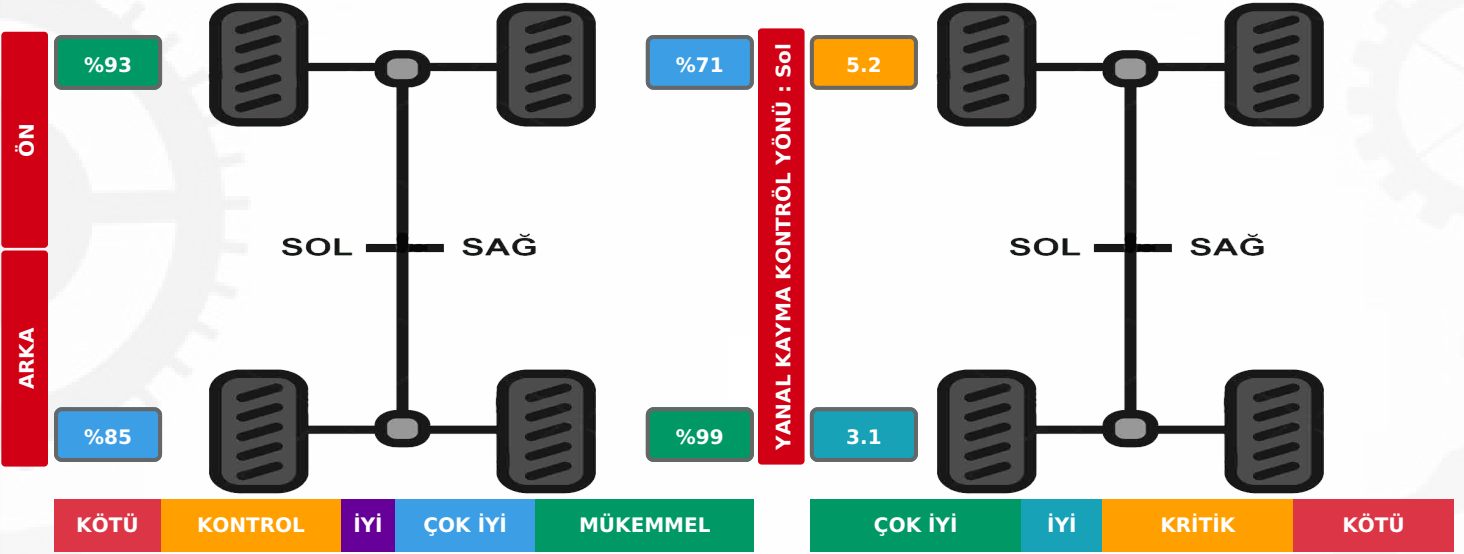 ÖN
%93
%71
YANAL KAYMA KONTRÖL YÖNÜ : Sol
5.2
SOL
SAĞ
SOL
SAĞ
ARKA
%85
%99
3.1
KÖTÜ
KONTROL
İYİ
ÇOK İYİ
MÜKEMMEL
ÇOK İYİ
İYİ
KRİTİK
KÖTÜ